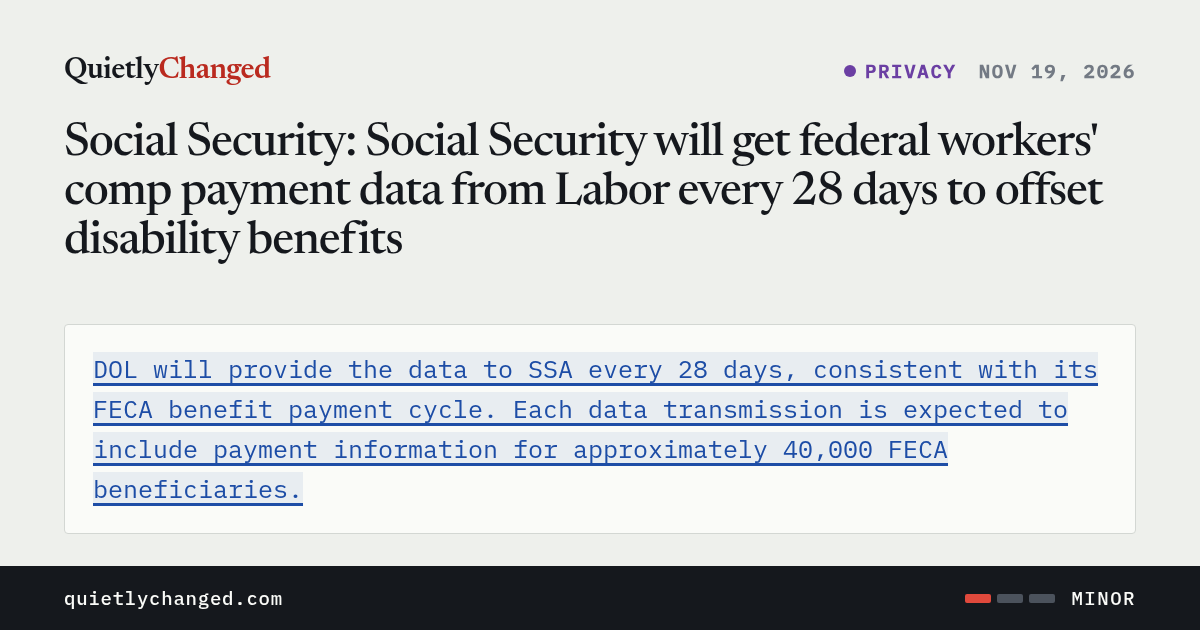 QuietlyChanged
PRIVACY NOV 19, 2026
Social Security: Social Security will get federal workers'
comp payment data from Labor every 28 days to offset
disability benefits
DOL will provide the data to SSA every 28 days, consistent with its
FECA benefit payment cycle. Each data transmission is expected to
include payment information for approximately 40,000 FECA
beneficiaries.
quietlychanged.com
MINOR